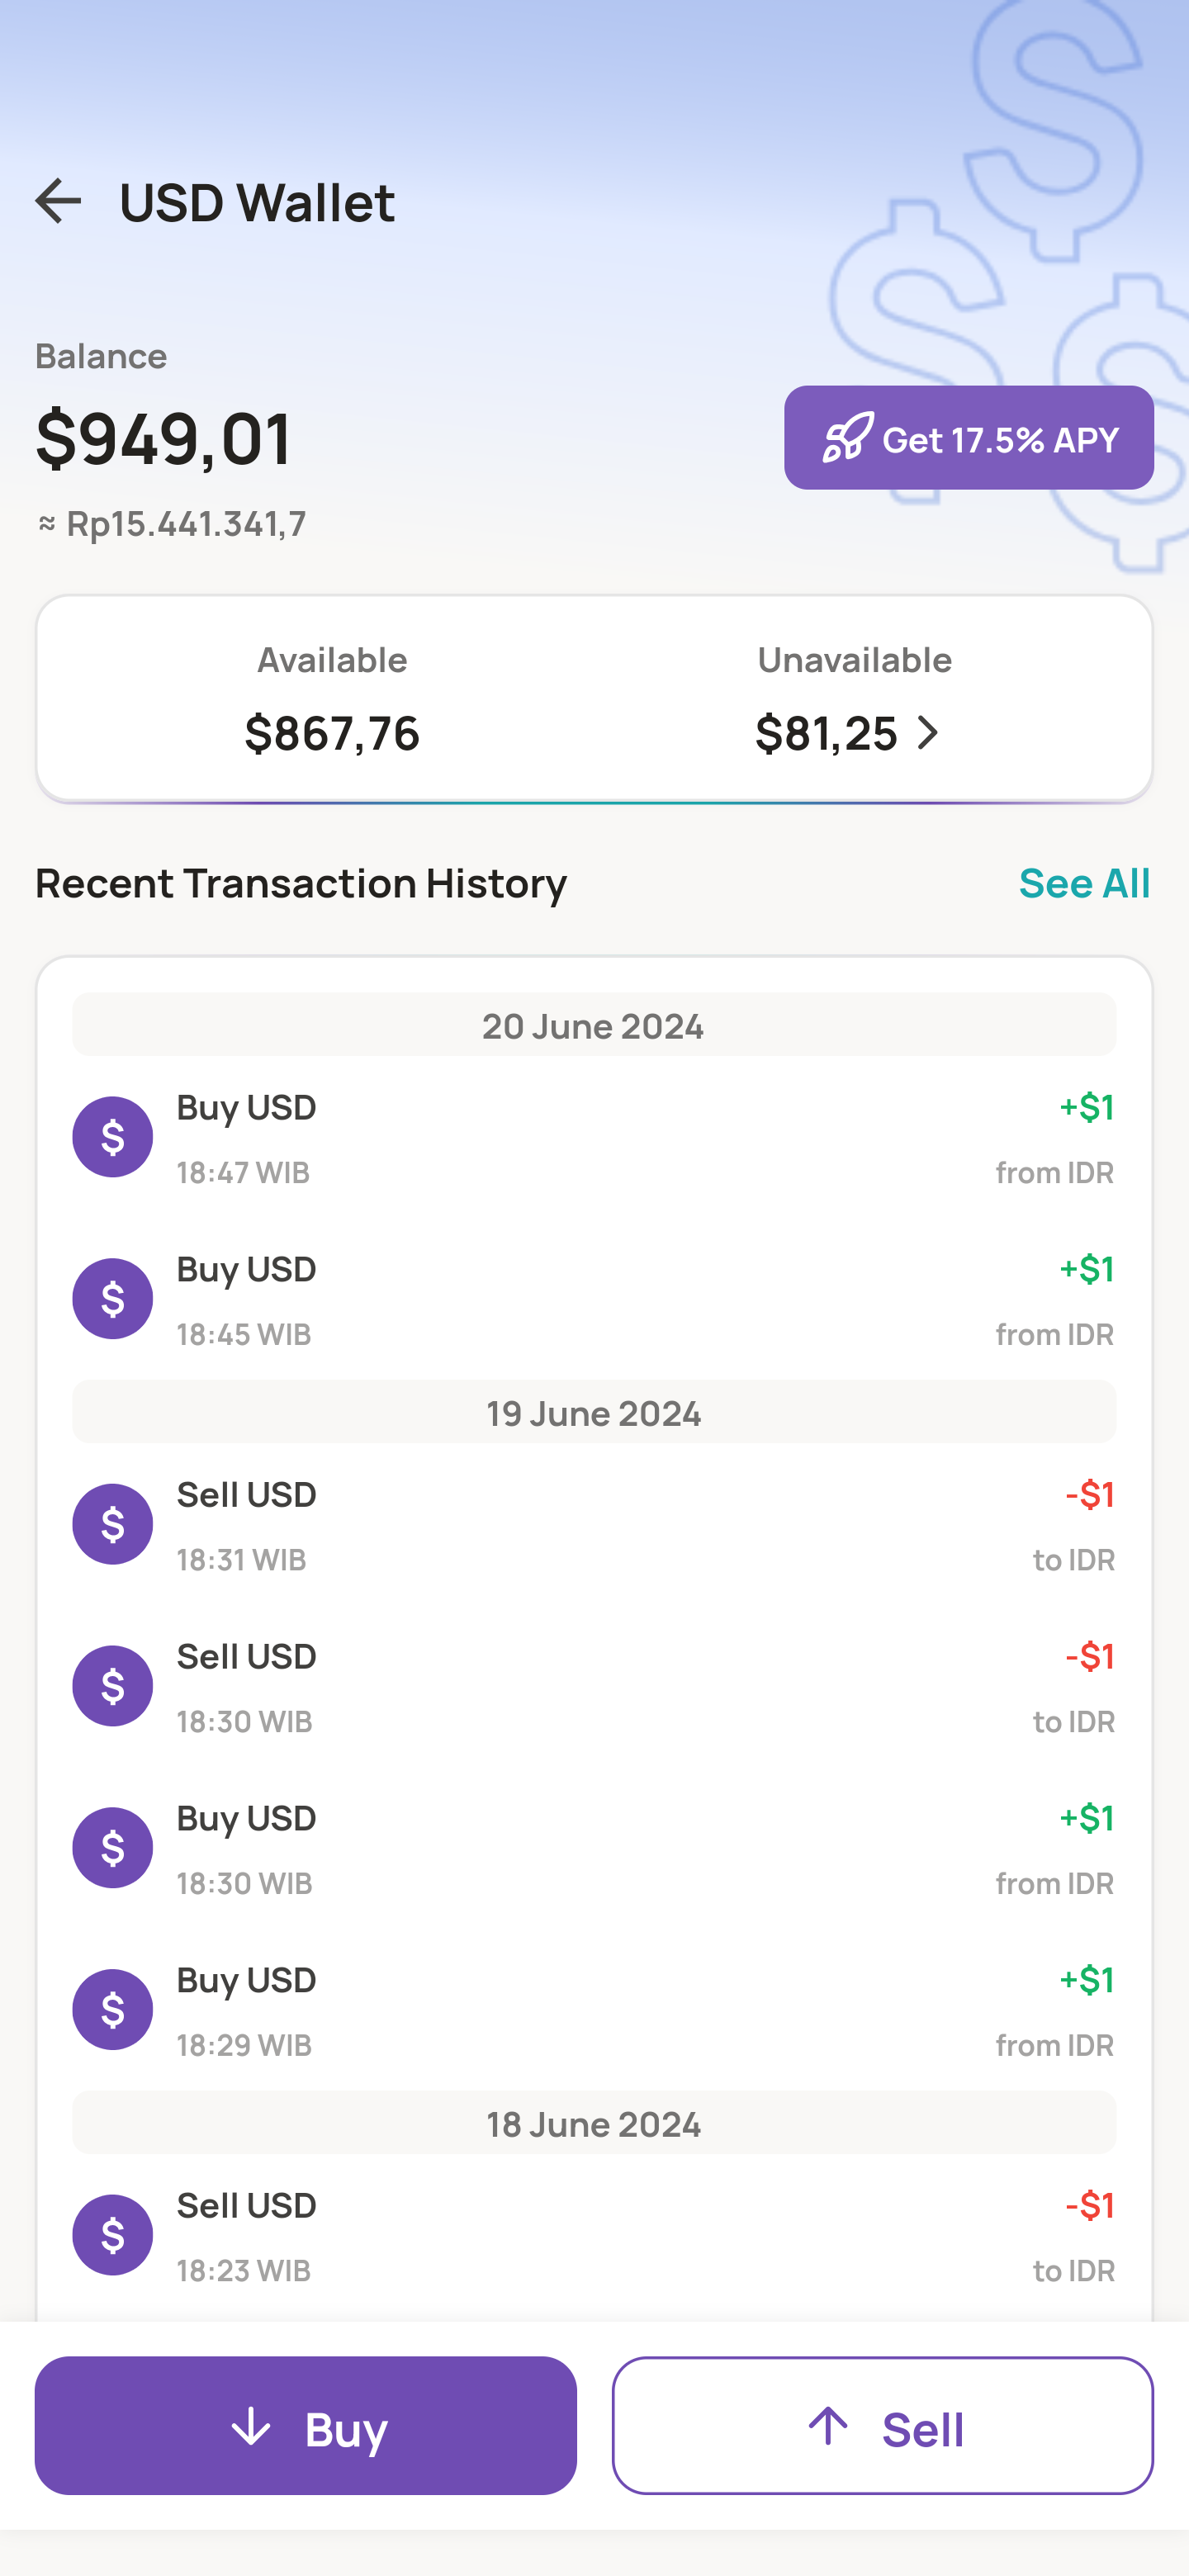 USD Wallet
Balance
$949,01
Get 17.5% APY
≈ Rp15.441.341,7
Available
Unavailable
$867,76
$81,25
Recent Transaction History
See All
20 June 2024
Buy USD
+$1
18:47 WIB
from IDR
Buy USD
+$1
18:45 WIB
from IDR
19 June 2024
Sell USD
-$1
18:31 WIB
to IDR
Sell USD
-$1
18:30 WIB
to IDR
Buy USD
+$1
18:30 WIB
from IDR
Buy USD
+$1
18:29 WIB
from IDR
18 June 2024
Sell USD
-$1
18:23 WIB
to IDR
Buy
Sell